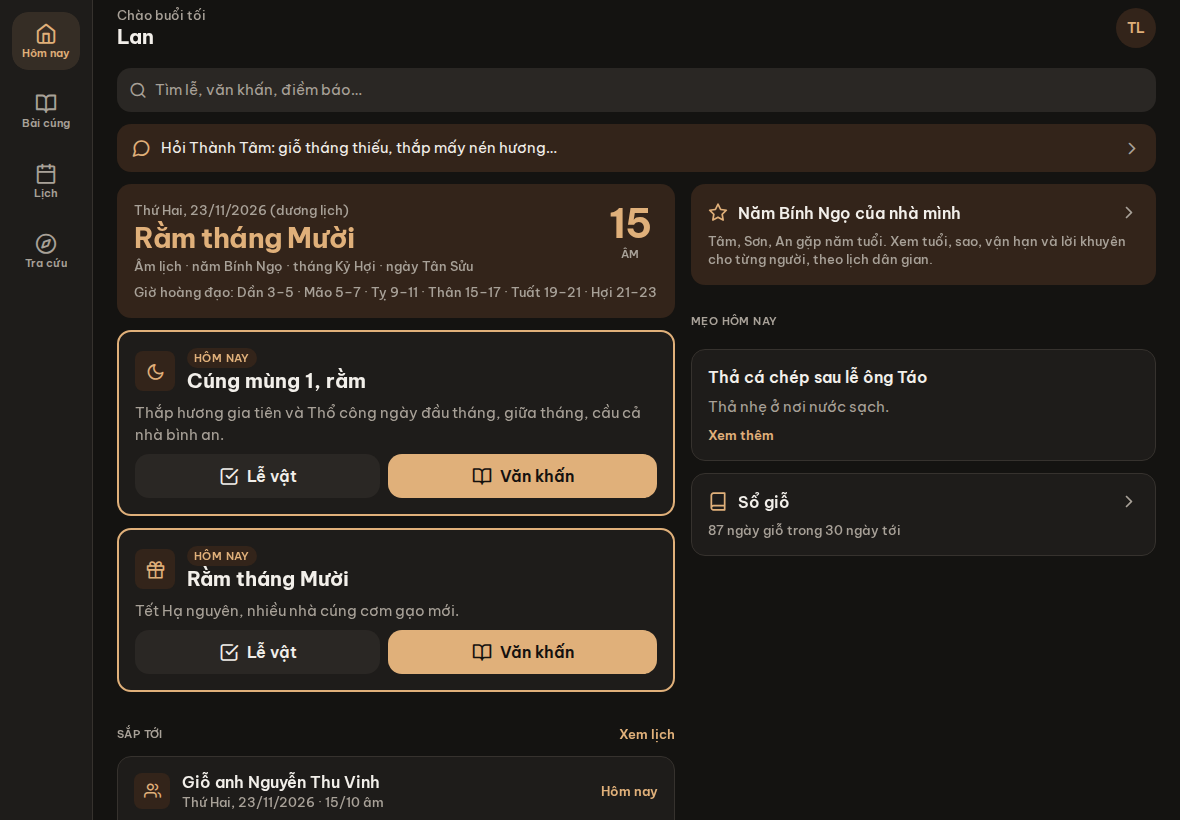 Hôm nay
Bài cúng
Lịch
Tra cứu
Chào buổi tối
Lan
TL
Tìm lễ, văn khấn, điềm báo…
Hỏi Thành Tâm: giỗ tháng thiếu, thắp mấy nén hương…
Thứ Hai, 23/11/2026 (dương lịch)
Rằm tháng Mười
15
ÂM
Âm lịch · năm Bính Ngọ · tháng Kỷ Hợi · ngày Tân Sửu
Giờ hoàng đạo: Dần 3–5 · Mão 5–7 · Tỵ 9–11 · Thân 15–17 · Tuất 19–21 · Hợi 21–23
HÔM NAY
Cúng mùng 1, rằm
Thắp hương gia tiên và Thổ công ngày đầu tháng, giữa tháng, cầu cả
nhà bình an.
Lễ vật
Văn khấn
HÔM NAY
Rằm tháng Mười
Tết Hạ nguyên, nhiều nhà cúng cơm gạo mới.
Lễ vật
Văn khấn
SẮP TỚI
Xem lịch
Giỗ anh Nguyễn Thu Vinh
Thứ Hai, 23/11/2026 · 15/10 âm
Hôm nay
Năm Bính Ngọ của nhà mình
Tâm, Sơn, An gặp năm tuổi. Xem tuổi, sao, vận hạn và lời khuyên
cho từng người, theo lịch dân gian.
MẸO HÔM NAY
Thả cá chép sau lễ ông Táo
Thả nhẹ ở nơi nước sạch.
Xem thêm
Sổ giỗ
87 ngày giỗ trong 30 ngày tới